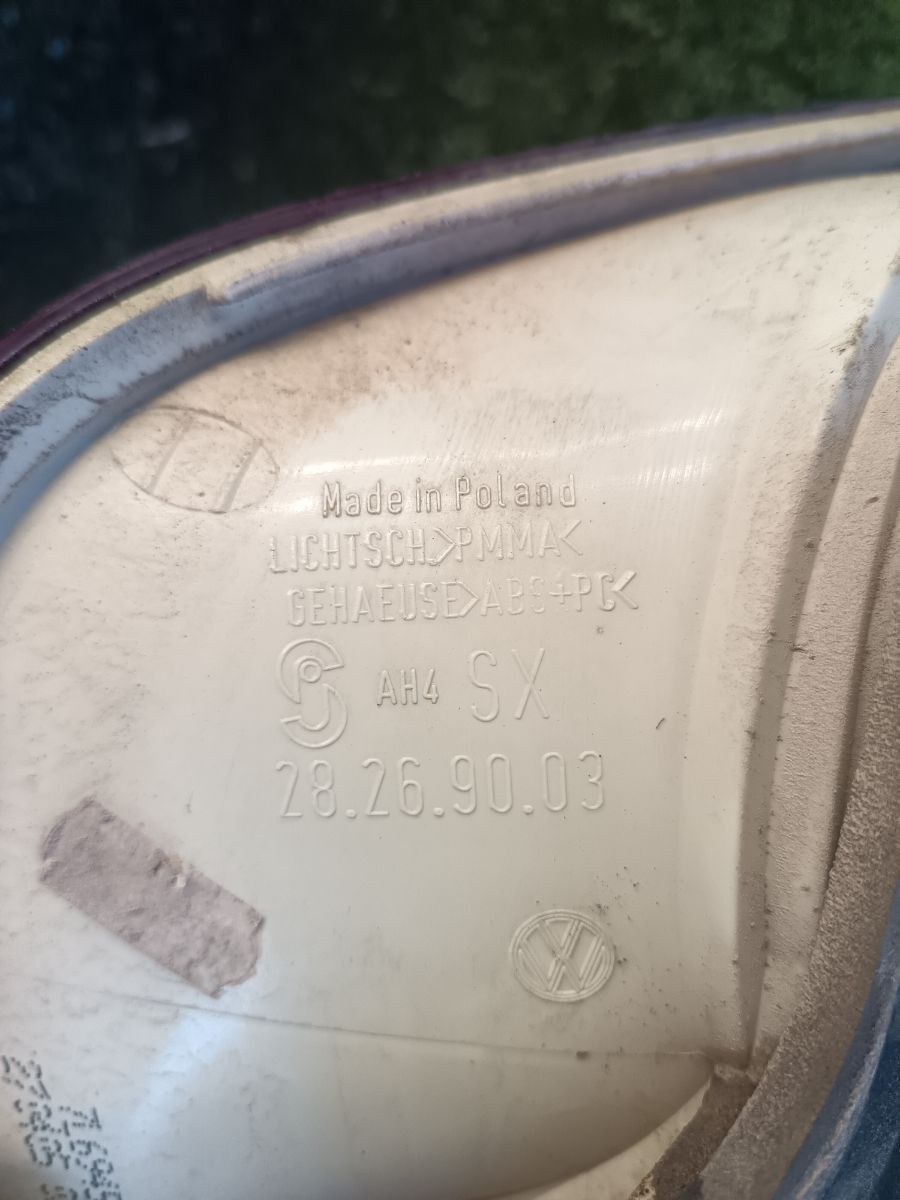 Made in Poland
LICHTSCH.>PMMA<
GEHAEUSE>ABS+PC<
AH4 SX
28.26.90.03